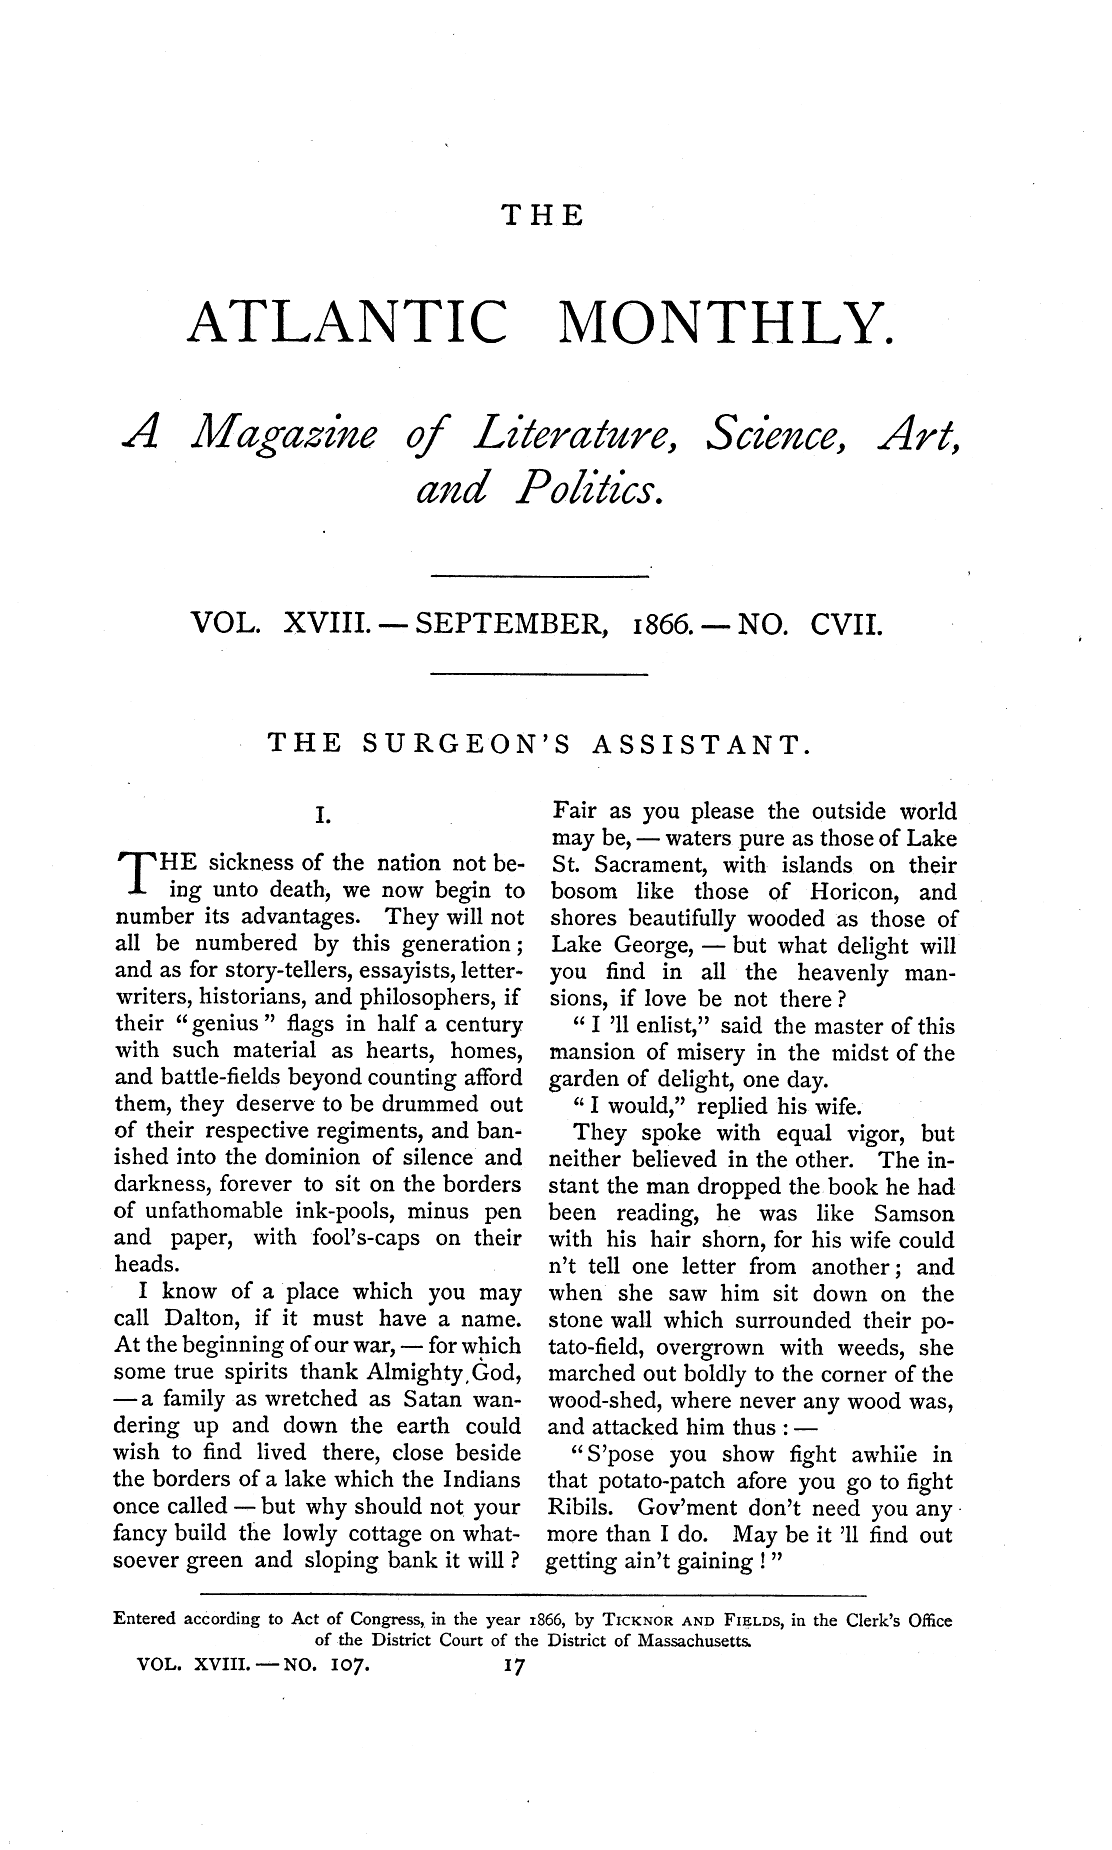 THE
ATLANTIC MONTHLY.
A Magazine of Literature, Science, Art,
and Politics.
VOL. XVIII. — SEPTEMBER, 1866. — NO. CVII.
THE SURGEON'S ASSISTANT.
I.
THE sickness of the nation not be-
ing unto death, we now begin to
number its advantages. They will not
all be numbered by this generation;
and as for story-tellers, essayists, letter-
writers, historians, and philosophers, if
their "genius" flags in half a century
with such material as hearts, homes,
and battle-fields beyond counting afford
them, they deserve to be drummed out
of their respective regiments, and ban-
ished into the dominion of silence and
darkness, forever to sit on the borders
of unfathomable ink-pools, minus pen
and paper, with fool's-caps on their
heads.
I know of a place which you may
call Dalton, if it must have a name.
At the beginning of our war, — for which
some true spirits thank Almighty God,
— a family as wretched as Satan wan-
dering up and down the earth could
wish to find lived there, close beside
the borders of a lake which the Indians
once called — but why should not your
fancy build the lowly cottage on what-
soever green and sloping bank it will?
Fair as you please the outside world
may be, — waters pure as those of Lake
St. Sacrament, with islands on their
bosom like those of Horicon, and
shores beautifully wooded as those of
Lake George, — but what delight will
you find in all the heavenly man-
sions, if love be not there?
"I 'll enlist," said the master of this
mansion of misery in the midst of the
garden of delight, one day.
"I would," replied his wife.
They spoke with equal vigor, but
neither believed in the other. The in-
stant the man dropped the book he had
been reading, he was like Samson
with his hair shorn, for his wife could
n't tell one letter from another; and
when she saw him sit down on the
stone wall which surrounded their po-
tato-field, overgrown with weeds, she
marched out boldly to the corner of the
wood-shed, where never any wood was,
and attacked him thus: —
"S'pose you show fight awhile in
that potato-patch afore you go to fight
Ribils. Gov'ment don't need you any
more than I do. May be it 'll find out
getting ain't gaining!"
Entered according to Act of Congress, in the year 1866, by TICKNOR AND FIELDS, in the Clerk's Office
of the District Court of the District of Massachusetts.
VOL. XVIII. — NO. 107. 17